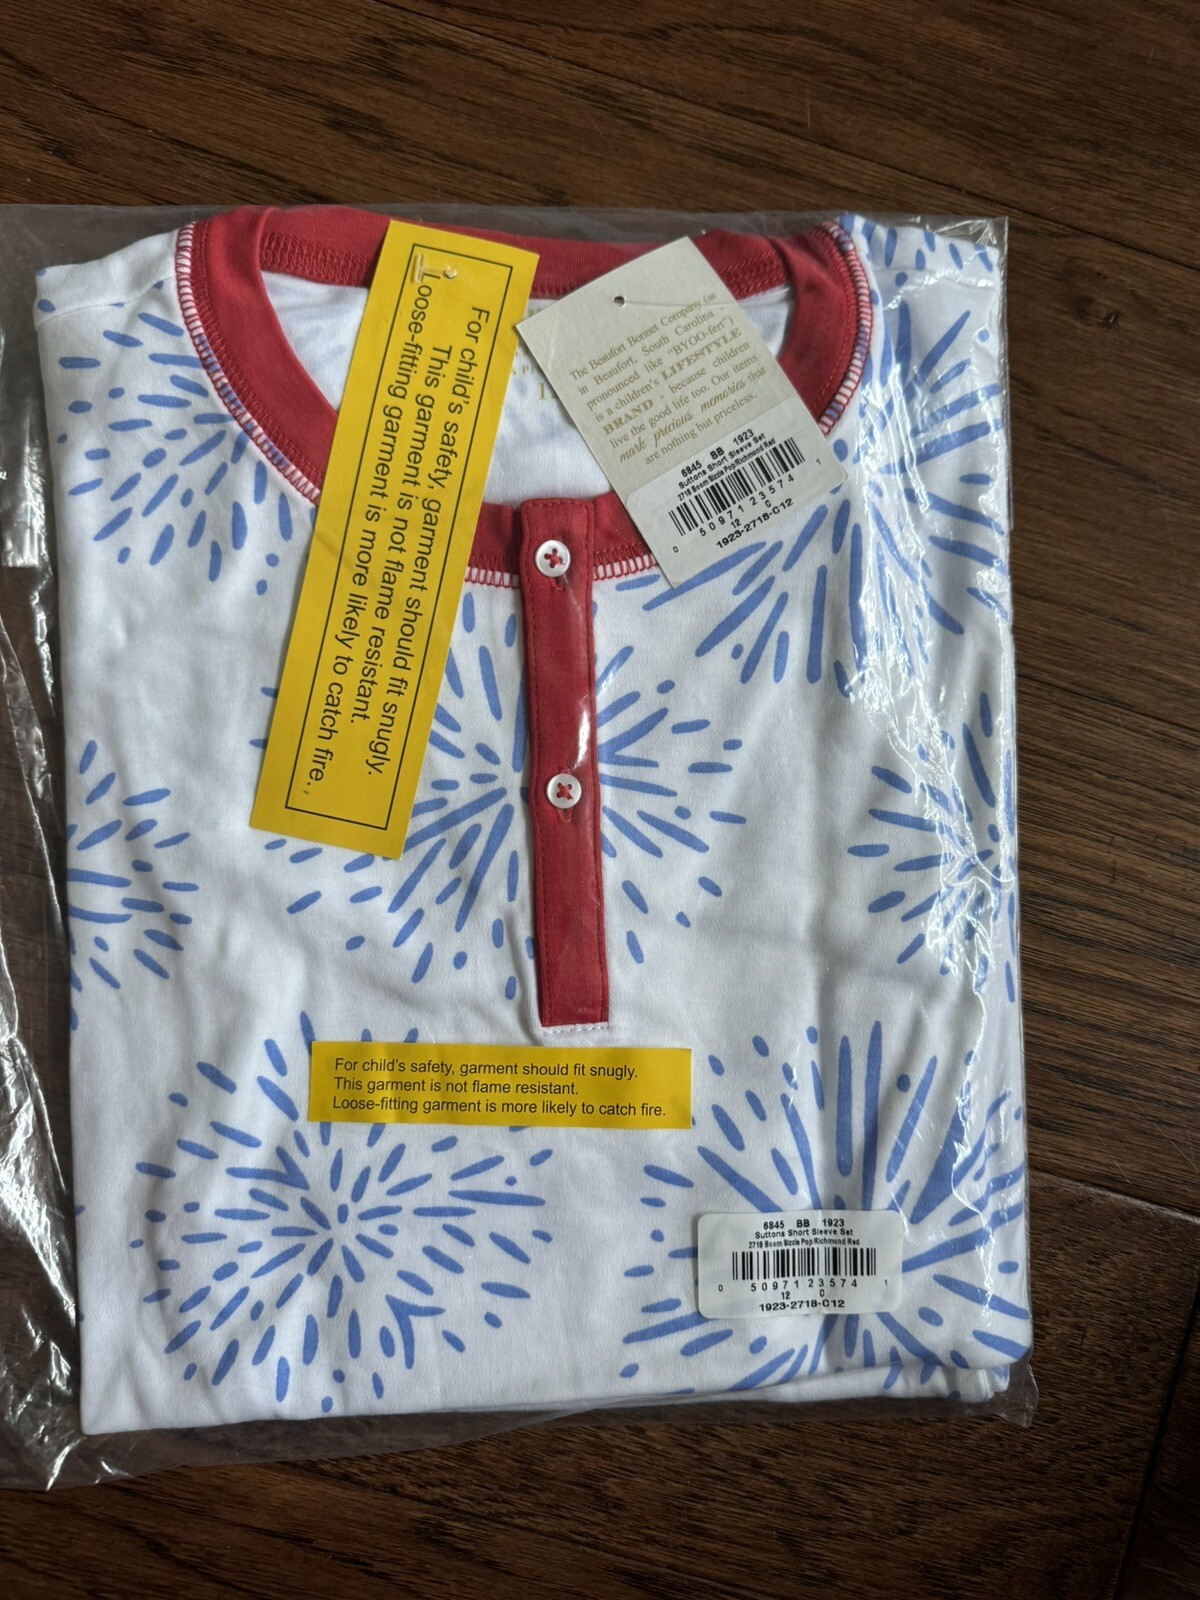 For child's safety, garment should fit snugly.
This garment is not flame resistant.
Loose-fitting garment is more likely to catch fire.
The Beaufort Bonnet Company (as
in Beaufort, South Carolina -
pronounced like "BYOO-fert")
is a children's LIFESTYLE
BRAND - because children
live the good life too. Our items
mark precious memories that
are nothing but priceless.
6845 BB 1923
Suttons Short Sleeve Set
2718 Boom Sizzle Pop/Richmond Red
0 50971 23574 1
12 0
1923-2718-C12
For child's safety, garment should fit snugly.
This garment is not flame resistant.
Loose-fitting garment is more likely to catch fire.
6845 BB 1923
Suttons Short Sleeve Set
2718 Boom Sizzle Pop/Richmond Red
0 50971 23574 1
12 0
1923-2718-C12